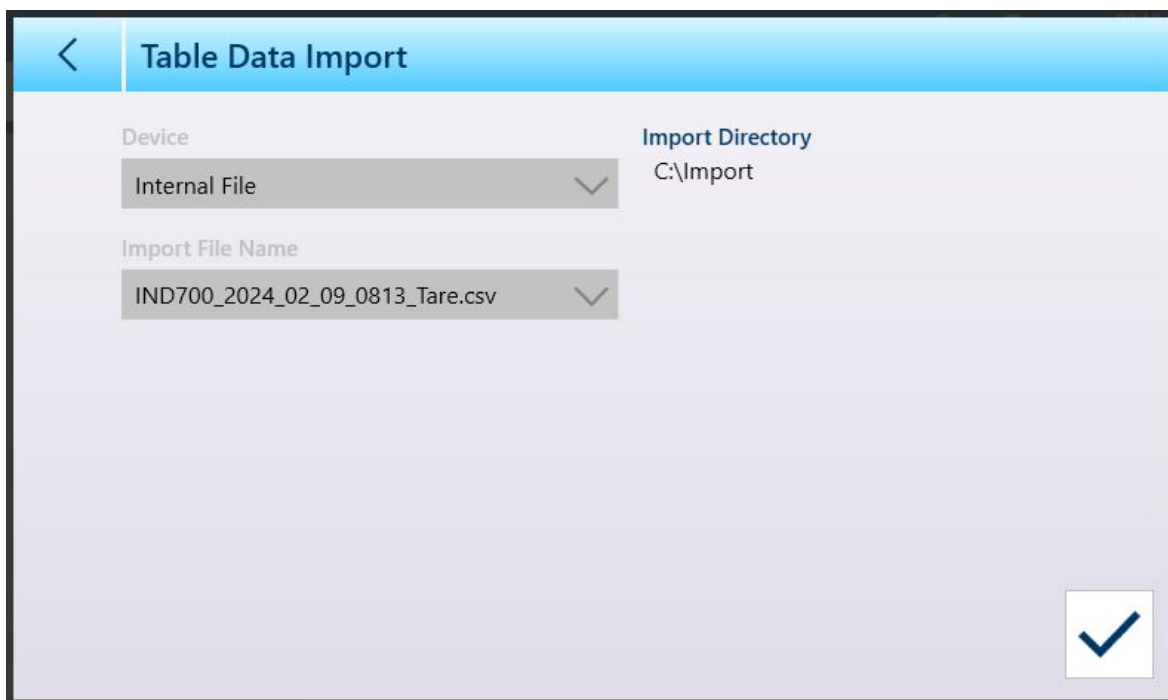 Table Data Import
Device
Internal File
Import File Name
IND700_2024_02_09_0813_Tare.csv
Import Directory
C:\Import